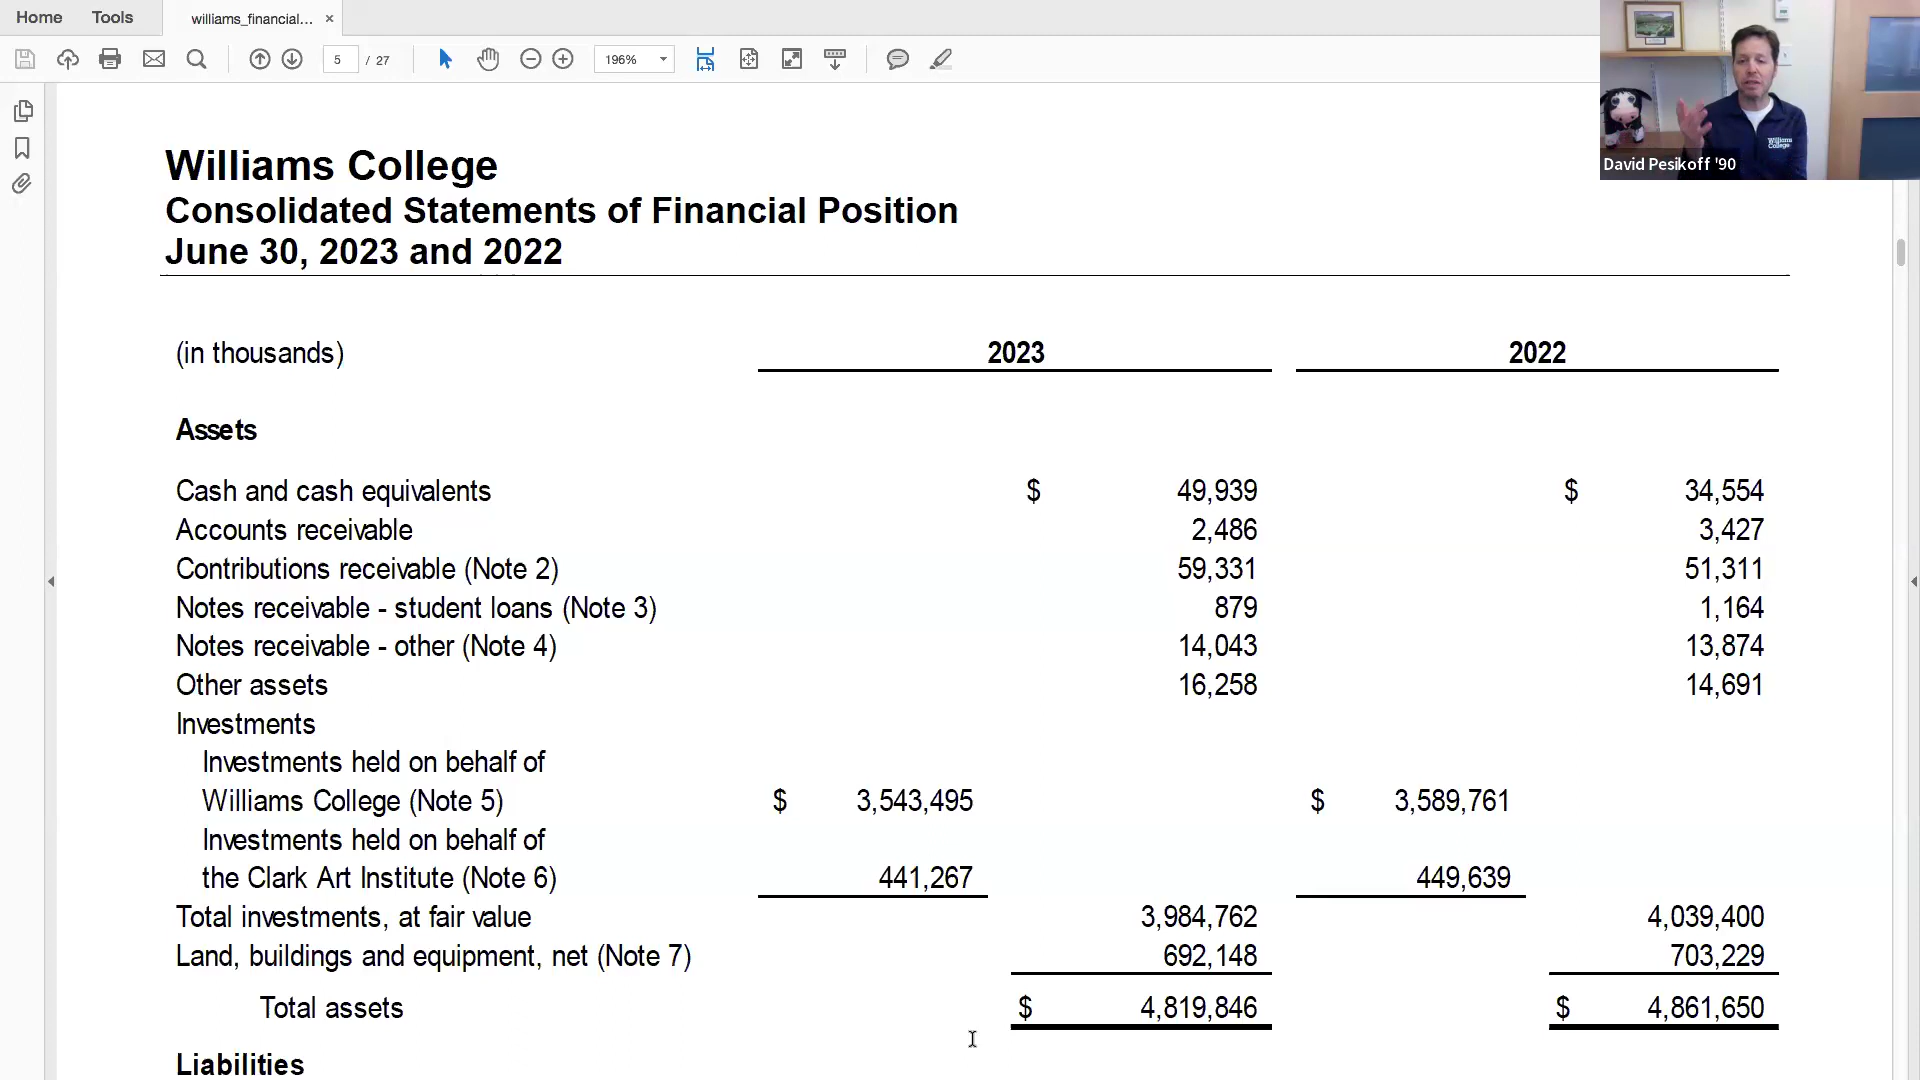 Home Tools williams_financial... ×
5 / 27 196%
Williams College
David Pesikoff '90
Williams College
Consolidated Statements of Financial Position
June 30, 2023 and 2022
(in thousands) 2023 2022
Assets
Cash and cash equivalents $ 49,939 $ 34,554
Accounts receivable 2,486 3,427
Contributions receivable (Note 2) 59,331 51,311
Notes receivable - student loans (Note 3) 879 1,164
Notes receivable - other (Note 4) 14,043 13,874
Other assets 16,258 14,691
Investments
Investments held on behalf of
Williams College (Note 5) $ 3,543,495 $ 3,589,761
Investments held on behalf of
the Clark Art Institute (Note 6) 441,267 449,639
Total investments, at fair value 3,984,762 4,039,400
Land, buildings and equipment, net (Note 7) 692,148 703,229
Total assets $ 4,819,846 $ 4,861,650
Liabilities